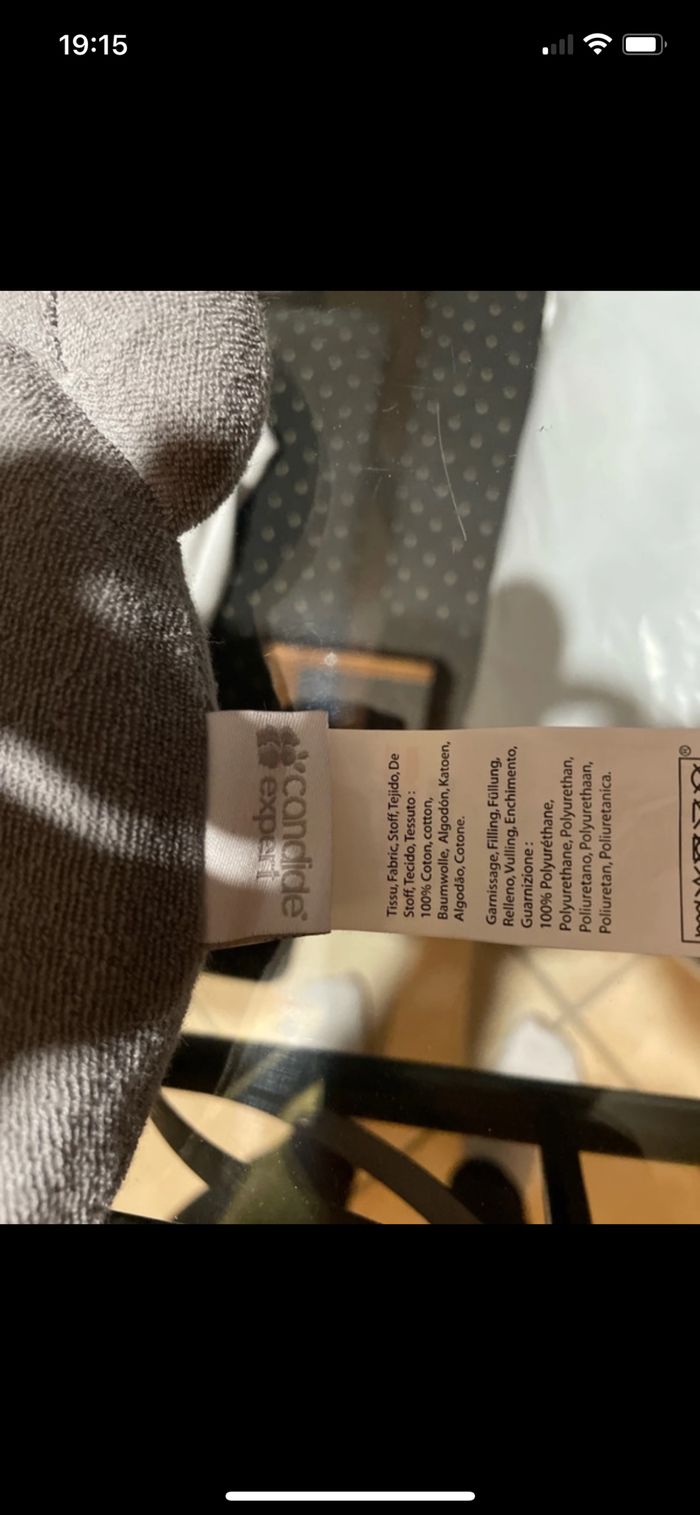 19:15
candide®
expert
Tissu, Fabric, Stoff, Tejido, De
Stoff, Tecido, Tessuto :
100% Coton, cotton,
Baumwolle, Algodón, Katoen,
Algodão, Cotone.
Garnissage, Filling, Füllung,
Relleno, Vulling, Enchimento,
Guarnizione :
100% Polyuréthane,
Polyurethane, Polyurethan,
Poliuretano, Polyurethaan,
Poliuretan, Poliuretanica.
®